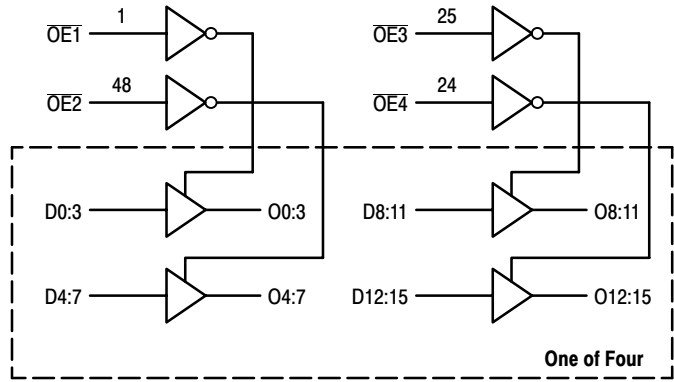 OE1 1
OE2 48
D0:3 O0:3
D4:7 O4:7
OE3 25
OE4 24
D8:11 O8:11
D12:15 O12:15
One of Four